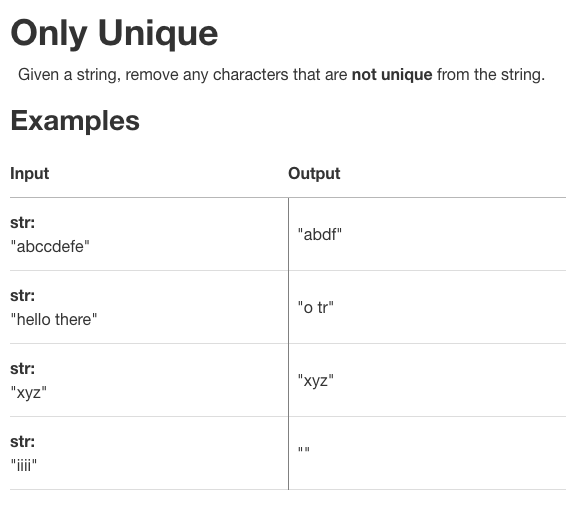 Only Unique
Given a string, remove any characters that are not unique from the string.
Examples
Input Output
str:
"abccdefe"
"abdf"
str:
"hello there"
"o tr"
str:
"xyz"
"xyz"
str:
"iiii"
""